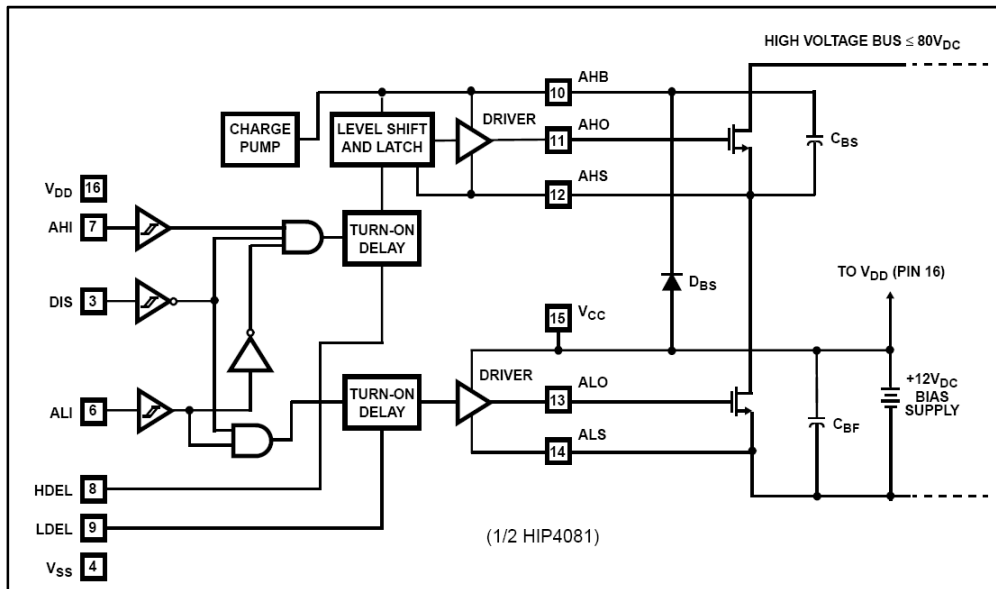 HIGH VOLTAGE BUS ≤ 80VDC
AHB
10
CHARGE
PUMP
LEVEL SHIFT
AND LATCH
DRIVER
AHO
11
CBS
AHS
12
VDD 16
AHI 7
TURN-ON
DELAY
DIS 3
DBS
TO VDD (PIN 16)
VCC
15
DRIVER
ALI 6
TURN-ON
DELAY
ALO
13
+12VDC
BIAS
SUPPLY
CBF
ALS
14
HDEL 8
LDEL 9
(1/2 HIP4081)
VSS 4